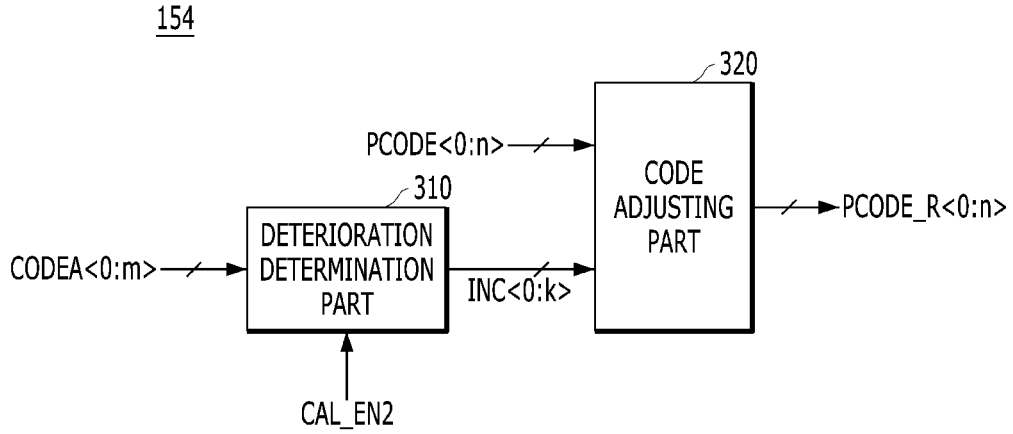 154
320
PCODE<0:n>
CODE
ADJUSTING
PART
PCODE_R<0:n>
310
DETERIORATION
DETERMINATION
PART
CODEA<0:m>
INC<0:k>
CAL_EN2